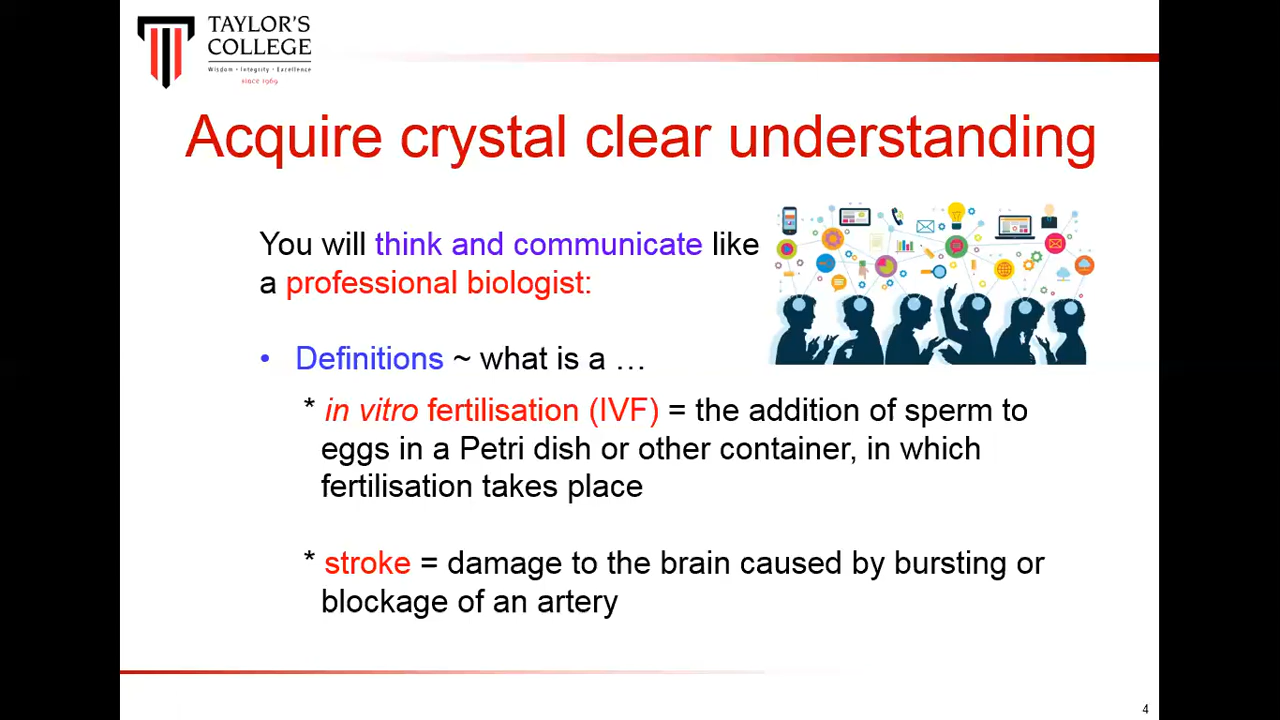 TAYLOR'S
COLLEGE
Wisdom • Integrity • Excellence
since 1969
Acquire crystal clear understanding
You will think and communicate like
a professional biologist:
• Definitions ~ what is a …
* in vitro fertilisation (IVF) = the addition of sperm to
eggs in a Petri dish or other container, in which
fertilisation takes place
* stroke = damage to the brain caused by bursting or
blockage of an artery
4